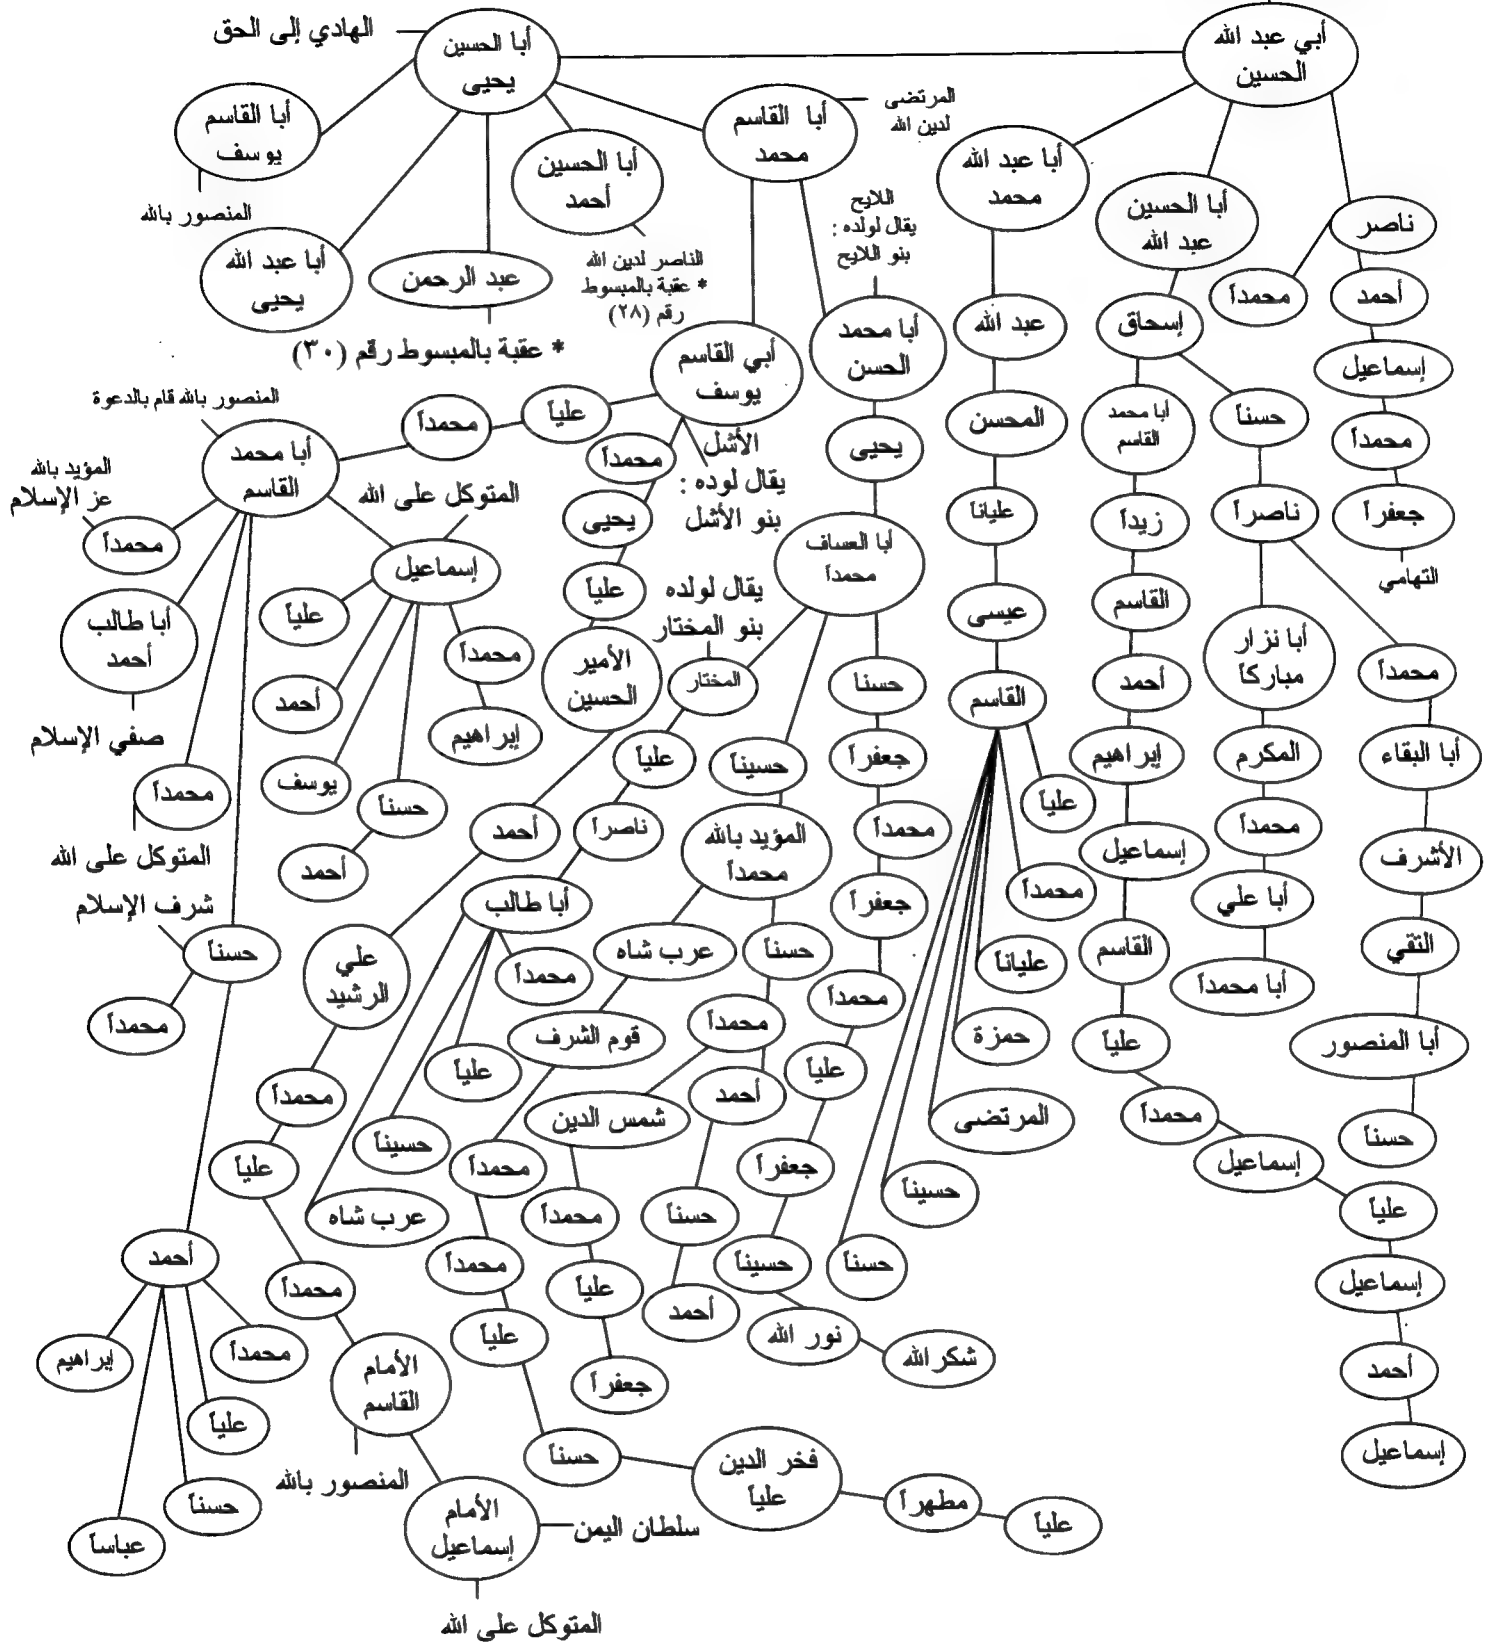 أبي عبد الله
الحسين
أبا الحسين
يحيى
الهادي إلى الحق
أبا القاسم
يوسف
المنصور بالله
أبا عبد الله
يحيى
عبد الرحمن
* عقبة بالمبسوط رقم (٣٠)
أبا الحسين
أحمد
الناصر لدين الله
* عقبة بالمبسوط
رقم (٢٨)
أبا القاسم
محمد
المرتضى
لدين الله
أبا عبد الله
محمد
أبا الحسين
عبد الله
ناصر
محمداً
أحمد
إسماعيل
محمداً
جعفراً
التهامي
إسحاق
حسناً
أبا محمد
القاسم
ناصراً
زيداً
القاسم
أحمد
إبراهيم
إسماعيل
القاسم
علياً
محمداً
إسماعيل
علياً
إسماعيل
أحمد
إسماعيل
أبا نزار
مباركاً
المكرم
محمداً
أبا علي
أبا محمداً
محمداً
أبا البقاء
الأشرف
التقي
أبا المنصور
حسناً
عبد الله
المحسن
عليانا
عيسى
القاسم
علياً
محمداً
علياناً
حمزة
المرتضى
حسيناً
حسناً
اللايح
يقال لولده :
بنو اللايح
أبا محمد
الحسن
يحيى
أبا العساف
محمداً
حسنا
جعفراً
محمداً
جعفراً
محمداً
علياً
جعفراً
حسيناً
نور الله
شكر الله
حسيناً
المؤيد بالله
محمداً
حسناً
محمداً
أحمد
حسناً
أحمد
شمس الدين
محمداً
علياً
جعفراً
عرب شاه
قوم الشرف
محمداً
محمداً
علياً
حسناً
فخر الدين
علياً
مطهراً
علياً
يقال لولده
بنو المختار
المختار
علياً
ناصراً
أبا طالب
محمداً
علياً
حسيناً
عرب شاه
أبي القاسم
يوسف
الأشل
يقال لوده :
بنو الأشل
محمداً
يحيى
علياً
الأمير
الحسين
أحمد
علي
الرشيد
محمداً
علياً
محمداً
الأمام
القاسم
المنصور بالله
الأمام
إسماعيل
سلطان اليمن
المتوكل على الله
علياً
محمداً
المنصور بالله قام بالدعوة
أبا محمد
القاسم
المؤيد بالله
عز الإسلام
محمداً
أبا طالب
أحمد
صفي الإسلام
محمداً
المتوكل على الله
شرف الإسلام
حسناً
محمداً
أحمد
إبراهيم
محمداً
علياً
حسناً
عباساً
المتوكل على الله
إسماعيل
علياً
أحمد
يوسف
حسناً
أحمد
محمداً
إبراهيم